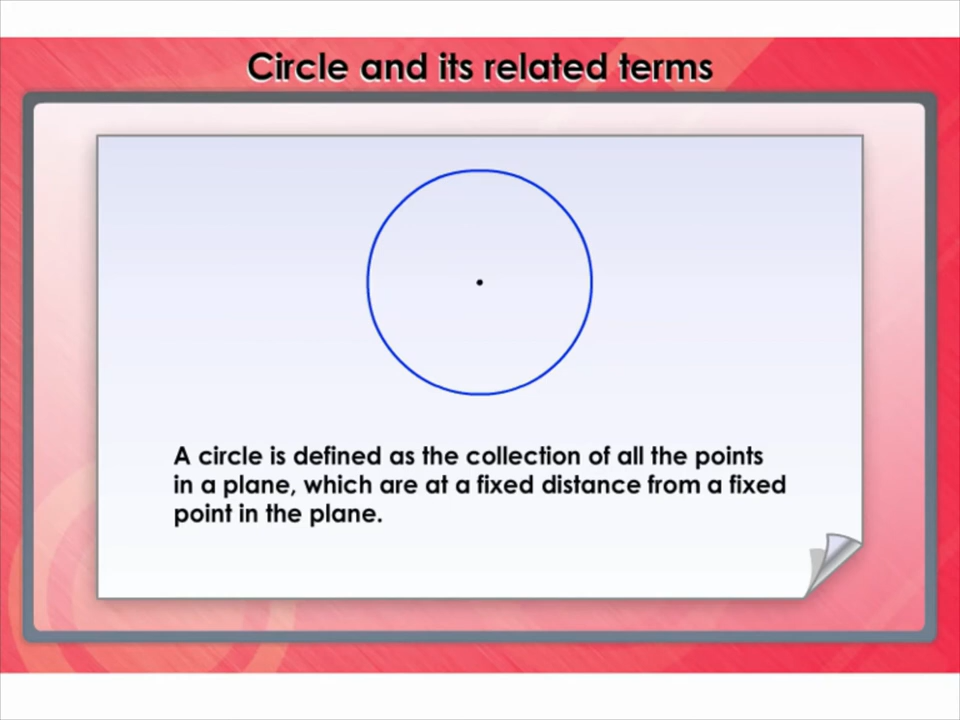 Circle and its related terms
A circle is defined as the collection of all the points
in a plane, which are at a fixed distance from a fixed
point in the plane.